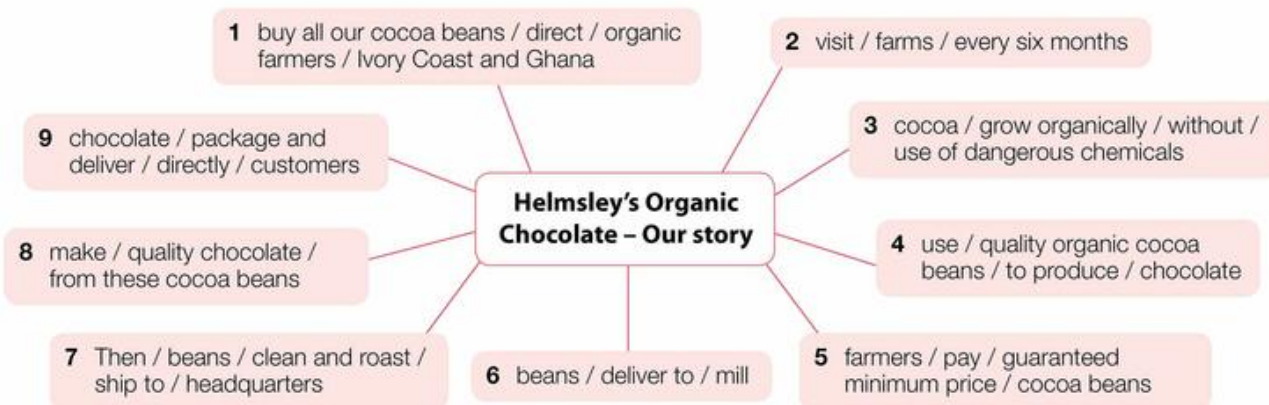 1 buy all our cocoa beans / direct / organic
farmers / Ivory Coast and Ghana
2 visit / farms / every six months
3 cocoa / grow organically / without /
use of dangerous chemicals
4 use / quality organic cocoa
beans / to produce / chocolate
5 farmers / pay / guaranteed
minimum price / cocoa beans
6 beans / deliver to / mill
7 Then / beans / clean and roast /
ship to / headquarters
8 make / quality chocolate /
from these cocoa beans
9 chocolate / package and
deliver / directly / customers
Helmsley's Organic
Chocolate – Our story